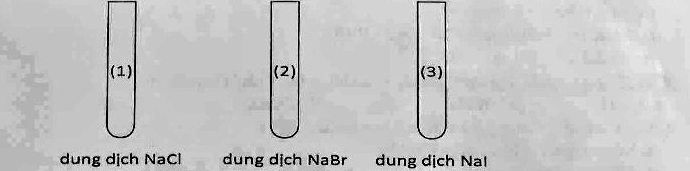 (1) (2) (3)
dung dịch NaCl dung dịch NaBr dung dịch NaI